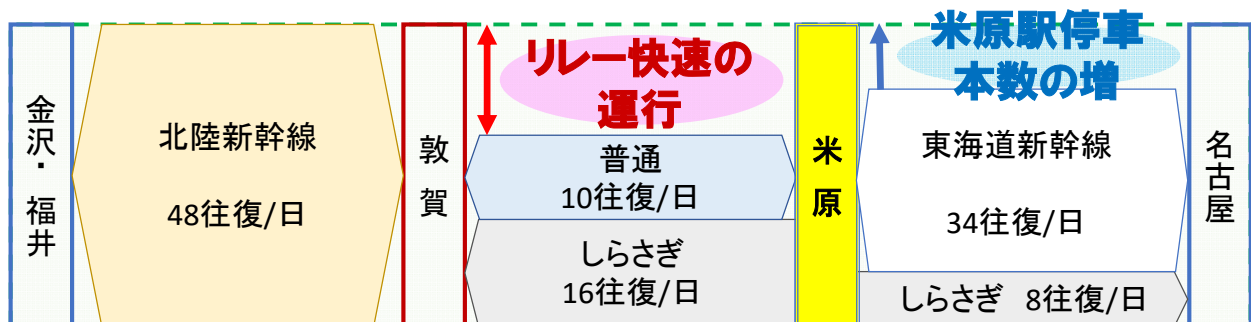 金沢・福井
北陸新幹線
48往復/日
敦賀
リレー快速の
運行
普通
10往復/日
しらさぎ
16往復/日
米原
米原駅停車
本数の増
東海道新幹線
34往復/日
しらさぎ 8往復/日
名古屋